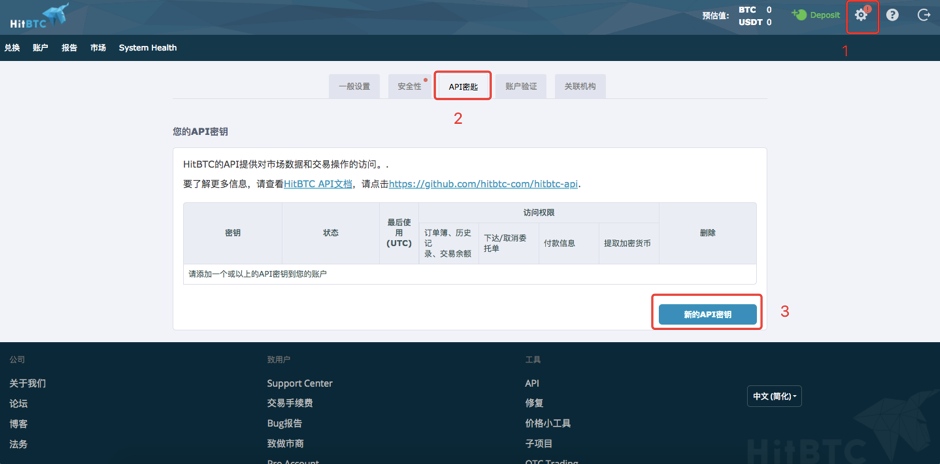 HitBTC
预估值: BTC 0
USDT 0
Deposit
1
兑换 账户 报告 市场 System Health
1
一般设置 安全性 API密匙 账户验证 关联机构
2
您的API密钥
HitBTC的API提供对市场数据和交易操作的访问。.
要了解更多信息，请查看HitBTC API文档，请点击https://github.com/hitbtc-com/hitbtc-api.
密钥 状态 最后使用 (UTC) 访问权限 删除
订单簿、历史记录、交易余额 下达/取消委托单 付款信息 提取加密货币
请添加一个或以上的API密钥到您的账户
新的API密钥
3
公司 致用户 工具
关于我们 Support Center API
论坛 交易手续费 修复
博客 Bug报告 价格小工具
法务 致做市商 子项目
Pro Account OTC Trading
中文 (简化)
HitBTC